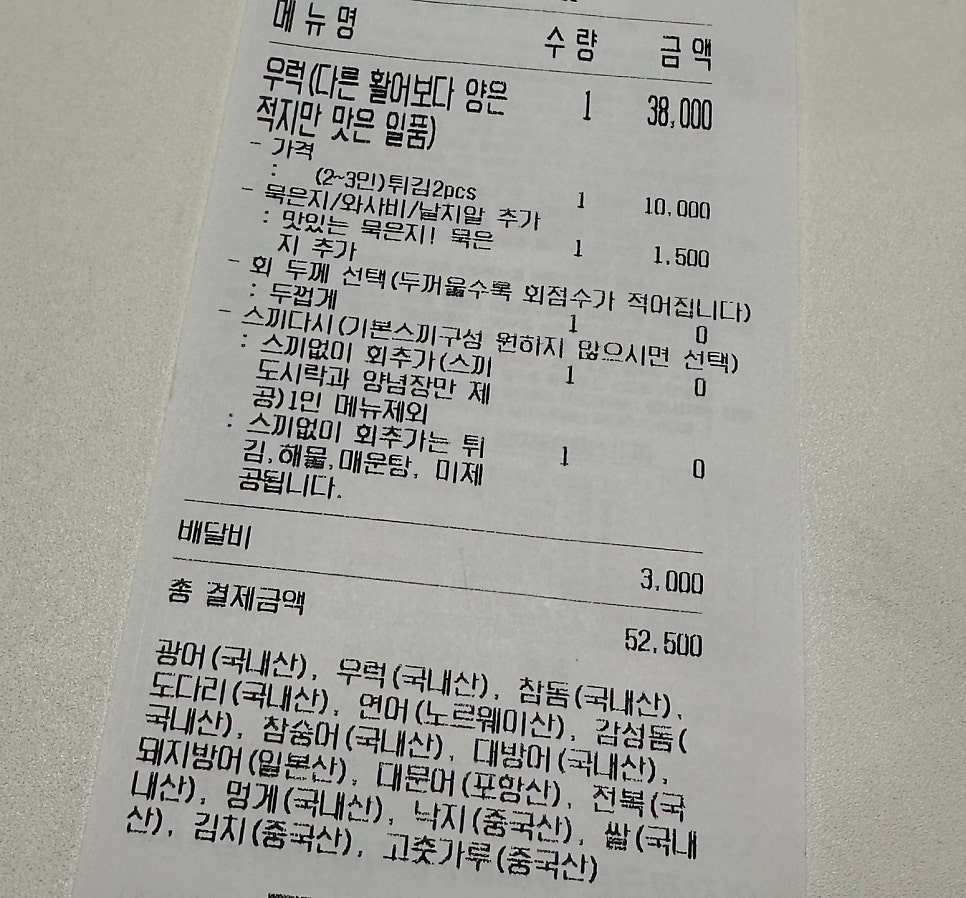 메뉴명 수량 금액
우럭(다른 활어보다 양은 1 38,000
적지만 맛은 일품)
- 가격
: (2~3인)튀김2pcs 1 10,000
- 묵은지/와사비/날치알 추가
: 맛있는 묵은지! 묵은 1 1,500
지 추가
- 회 두께 선택(두꺼울수록 회점수가 적어집니다)
: 두껍게 1 0
- 스끼다시(기본스끼구성 원하지 않으시면 선택)
: 스끼없이 회추가(스끼 1 0
도시락과 양념장만 제
공)1인 메뉴제외
: 스끼없이 회추가는 튀 1 0
김,해물,매운탕, 미제
공됩니다.
배달비 3,000
총 결제금액 52,500
광어(국내산), 우럭(국내산), 참돔(국내산),
도다리(국내산), 연어(노르웨이산), 감성돔(
국내산), 참숭어(국내산), 대방어(국내산),
돼지방어(일본산), 대문어(포항산), 전복(국
내산), 멍게(국내산), 낙지(중국산), 쌀(국내
산), 김치(중국산), 고춧가루(중국산)